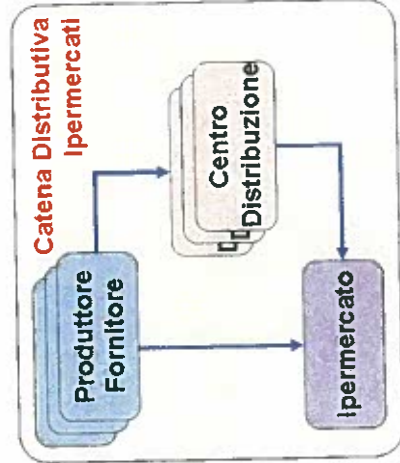 Catena Distributiva
Ipermercati
Produttore
Fornitore
Centro
Distribuzione
Ipermercato